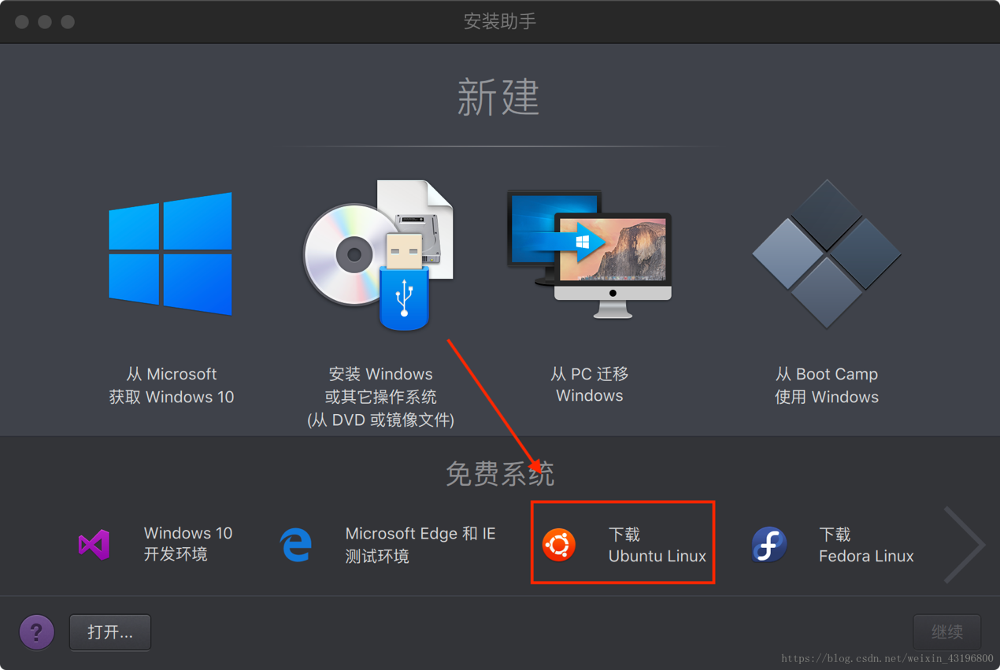 安装助手
新建
从 Microsoft
获取 Windows 10
安装 Windows
或其它操作系统
(从 DVD 或镜像文件)
从 PC 迁移
Windows
从 Boot Camp
使用 Windows
免费系统
Windows 10
开发环境
Microsoft Edge 和 IE
测试环境
下载
Ubuntu Linux
下载
Fedora Linux
?
打开...
继续
https://blog.csdn.net/weixin_43196800